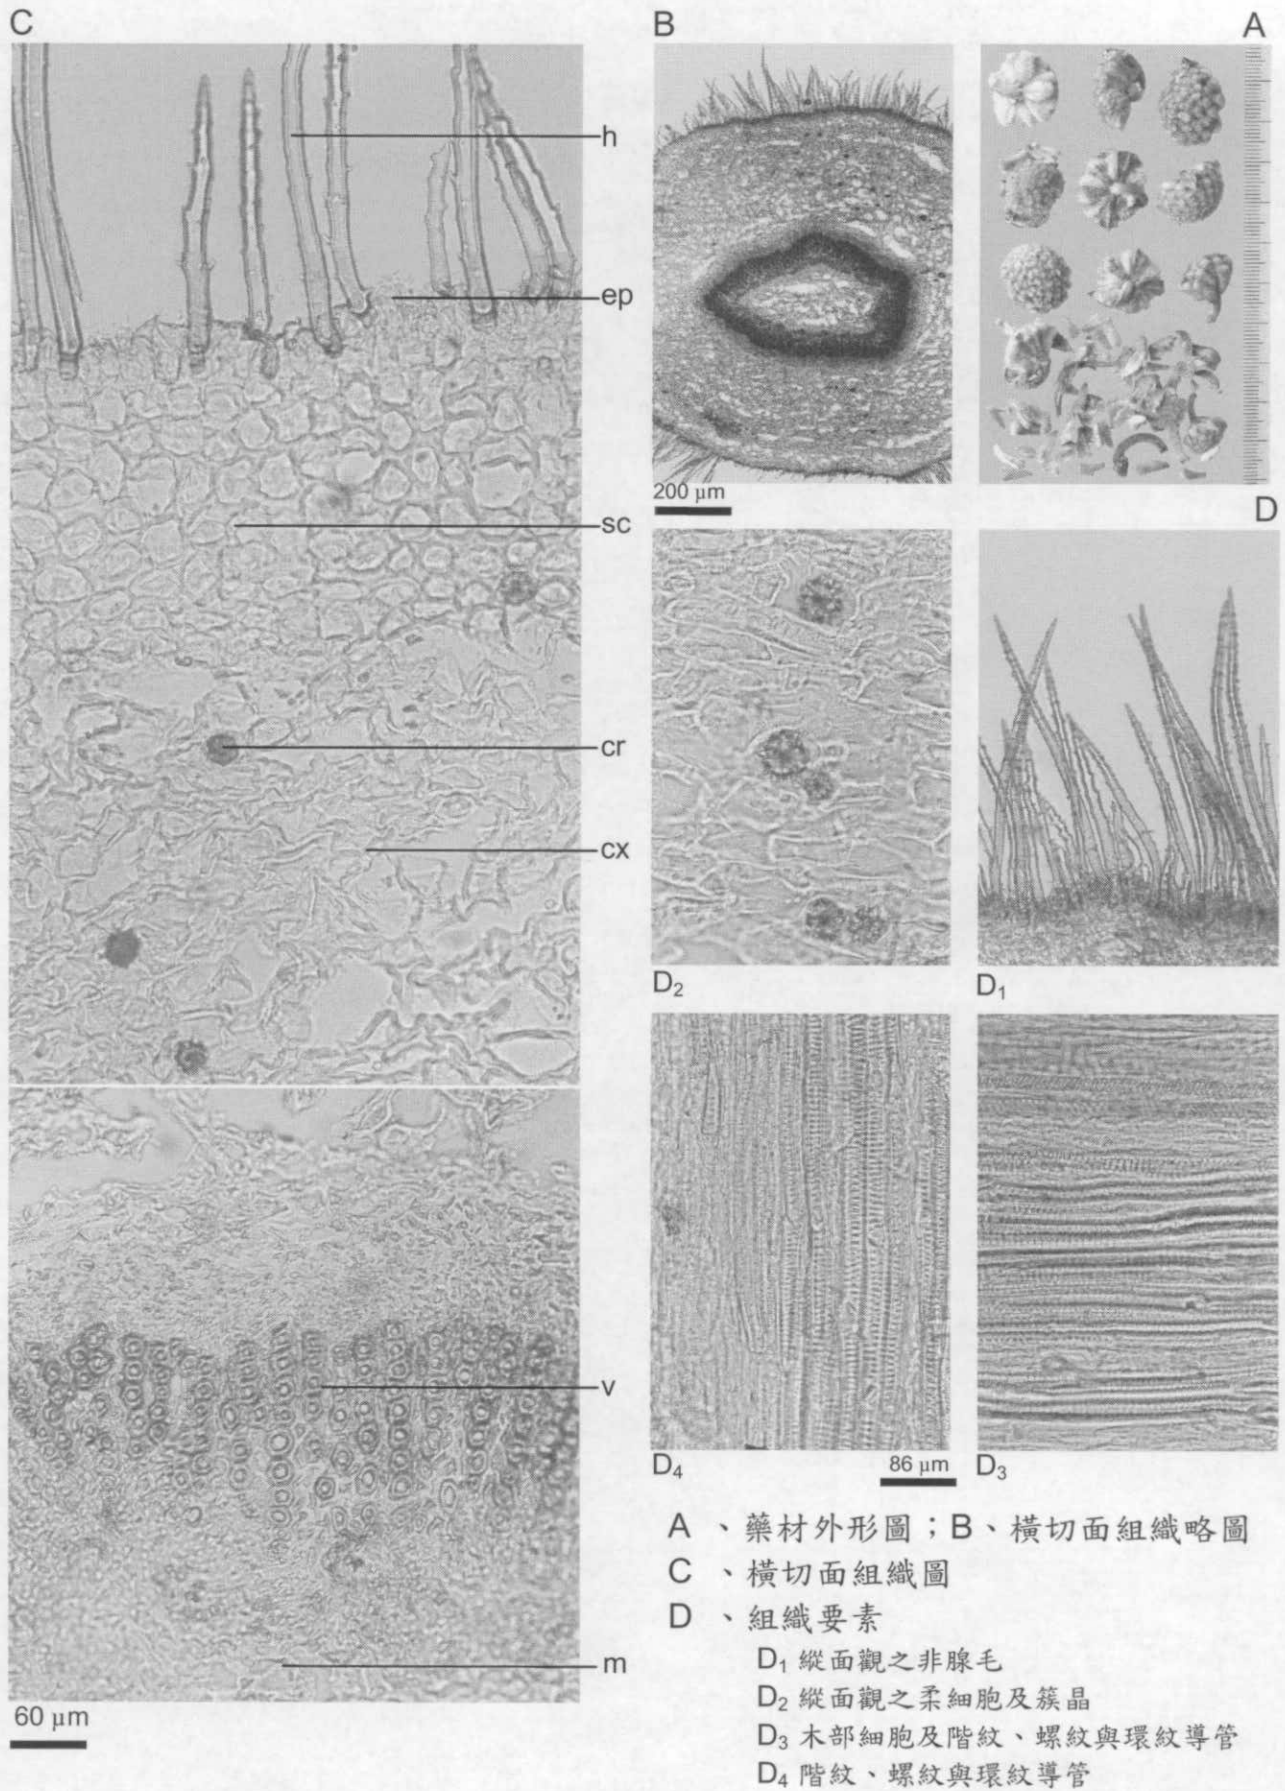 C
B
A
h
ep
sc
cr
cx
v
m
60 μm
200 μm
D
D₂
D₁
D₄
86 μm
D₃
A 、藥材外形圖；B、橫切面組織略圖
C 、橫切面組織圖
D 、組織要素
D₁ 縱面觀之非腺毛
D₂ 縱面觀之柔細胞及簇晶
D₃ 木部細胞及階紋、螺紋與環紋導管
D₄ 階紋、螺紋與環紋導管